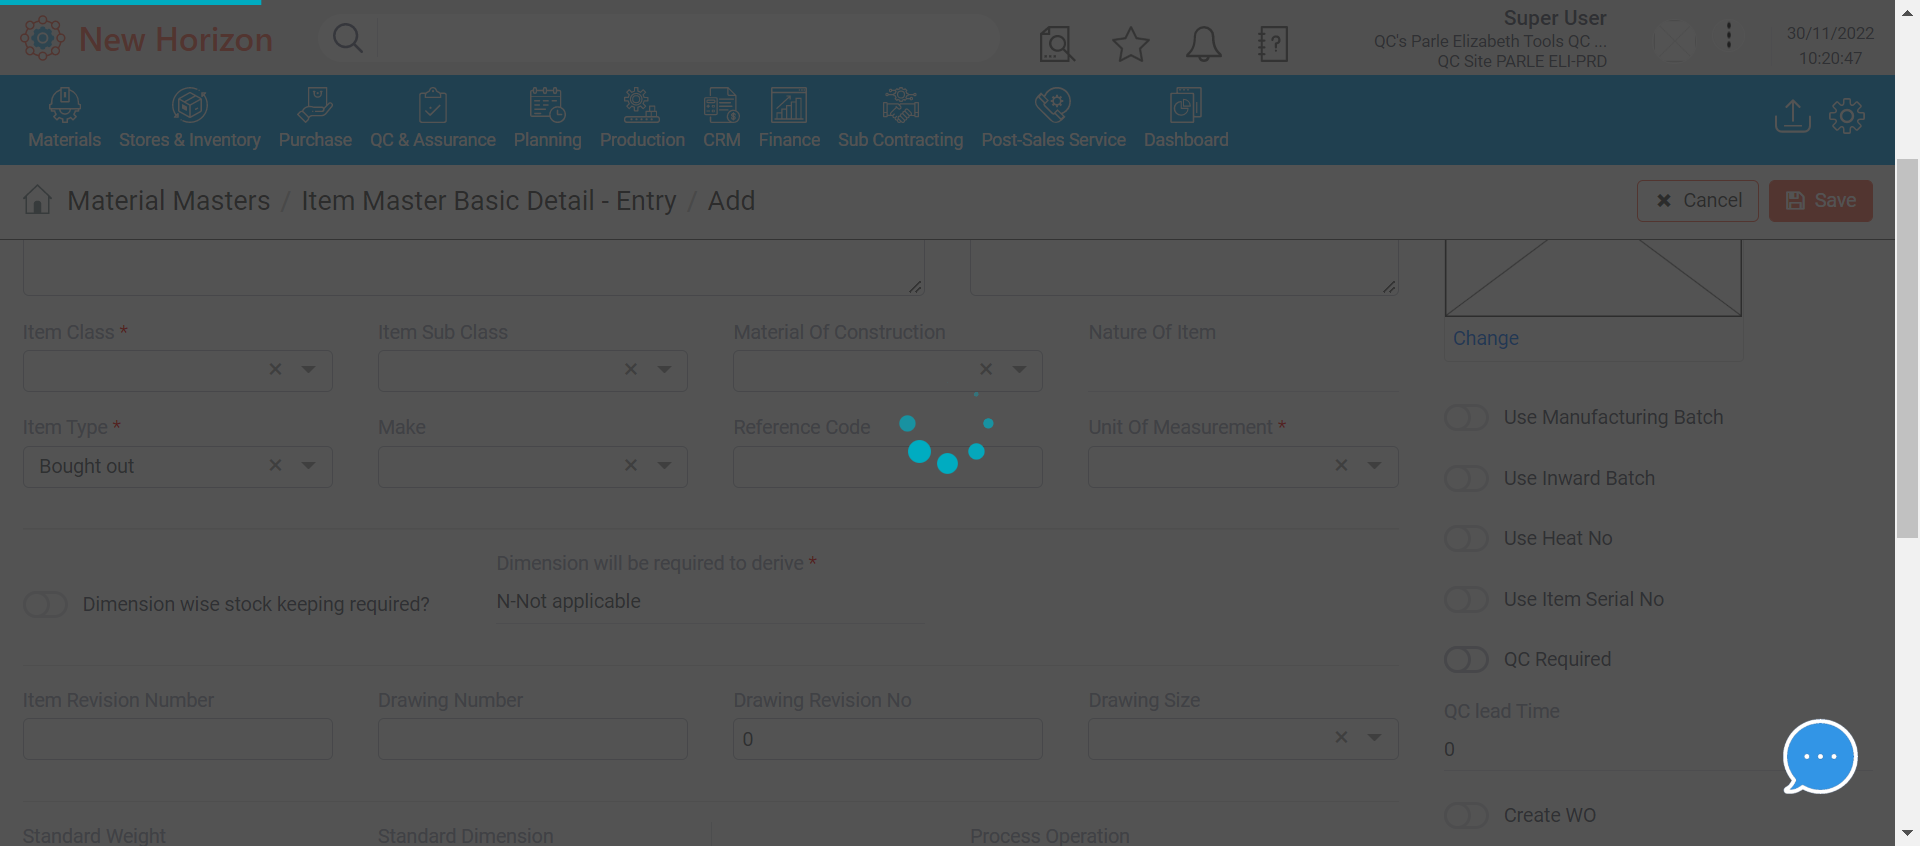 New Horizon
Super User
QC's Parle Elizabeth Tools QC ...
QC Site PARLE ELI-PRD
30/11/2022
10:20:47
Materials
Stores & Inventory
Purchase
QC & Assurance
Planning
Production
CRM
Finance
Sub Contracting
Post-Sales Service
Dashboard
Material Masters / Item Master Basic Detail - Entry / Add
Cancel
Save
Change
Item Class *
Item Sub Class
Material Of Construction
Nature Of Item
Item Type *
Make
Reference Code
Unit Of Measurement *
Bought out
Use Manufacturing Batch
Use Inward Batch
Use Heat No
Use Item Serial No
QC Required
QC lead Time
0
Create WO
Dimension wise stock keeping required?
Dimension will be required to derive *
N-Not applicable
Item Revision Number
Drawing Number
Drawing Revision No
Drawing Size
0
Standard Weight
Standard Dimension
Process Operation